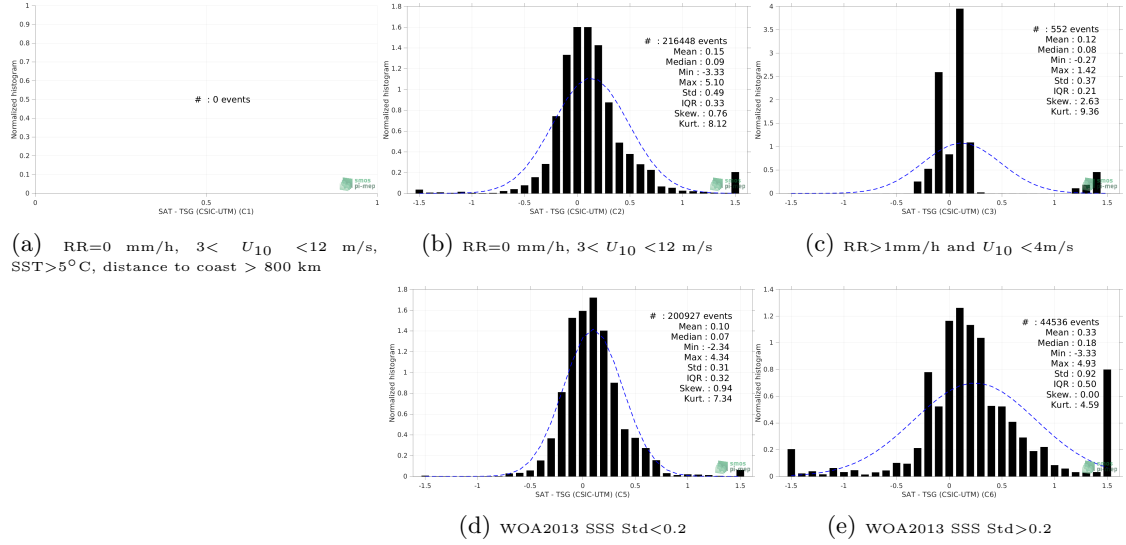 1
0.9
0.8
0.7
0.6
0.5
0.4
0.3
0.2
0.1
0
Normalized histogram
# : 0 events
smos
pi-mep
0 0.5 1
SAT - TSG (CSIC-UTM) (C1)
(a) RR=0 mm/h, 3< U10 <12 m/s,
SST>5°C, distance to coast > 800 km
1.8
1.6
1.4
1.2
1
0.8
0.6
0.4
0.2
0
Normalized histogram
# : 216448 events
Mean : 0.15
Median : 0.09
Min : -3.33
Max : 5.10
Std : 0.49
IQR : 0.33
Skew. : 0.76
Kurt. : 8.12
smos
pi-mep
-1.5 -1 -0.5 0 0.5 1 1.5
SAT - TSG (CSIC-UTM) (C2)
(b) RR=0 mm/h, 3< U10 <12 m/s
4
3.5
3
2.5
2
1.5
1
0.5
0
Normalized histogram
# : 552 events
Mean : 0.12
Median : 0.08
Min : -0.27
Max : 1.42
Std : 0.37
IQR : 0.21
Skew. : 2.63
Kurt. : 9.36
smos
pi-mep
-1.5 -1 -0.5 0 0.5 1 1.5
SAT - TSG (CSIC-UTM) (C3)
(c) RR>1mm/h and U10 <4m/s
1.8
1.6
1.4
1.2
1
0.8
0.6
0.4
0.2
0
Normalized histogram
# : 200927 events
Mean : 0.10
Median : 0.07
Min : -2.34
Max : 4.34
Std : 0.31
IQR : 0.32
Skew. : 0.94
Kurt. : 7.34
smos
pi-mep
-1.5 -1 -0.5 0 0.5 1 1.5
SAT - TSG (CSIC-UTM) (C5)
(d) WOA2013 SSS Std<0.2
1.4
1.2
1
0.8
0.6
0.4
0.2
0
Normalized histogram
# : 44536 events
Mean : 0.33
Median : 0.18
Min : -3.33
Max : 4.93
Std : 0.92
IQR : 0.50
Skew. : 0.00
Kurt. : 4.59
smos
pi-mep
-1.5 -1 -0.5 0 0.5 1 1.5
SAT - TSG (CSIC-UTM) (C6)
(e) WOA2013 SSS Std>0.2